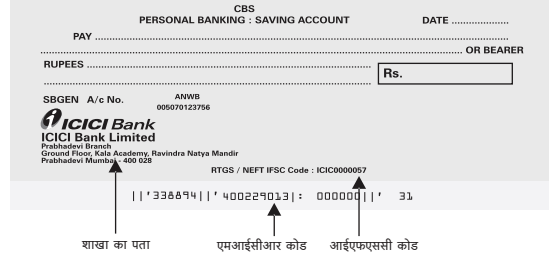 CBS
PERSONAL BANKING : SAVING ACCOUNT DATE ..................
PAY ..........................................................................................................................
.......................................................................................................................... OR BEARER
RUPEES ..........................................................................................
.......................................................................................................... Rs.
SBGEN A/c No. ANWB
005070123756
ICICI Bank
ICICI Bank Limited
Prabhadevi Branch
Ground Floor, Kala Academy, Ravindra Natya Mandir
Prabhadevi Mumbai - 400 028
RTGS / NEFT IFSC Code : ICIC0000057
||'338894||' 400229013|: 000000||' 31
शाखा का पता एमआईसीआर कोड आईएफएससी कोड